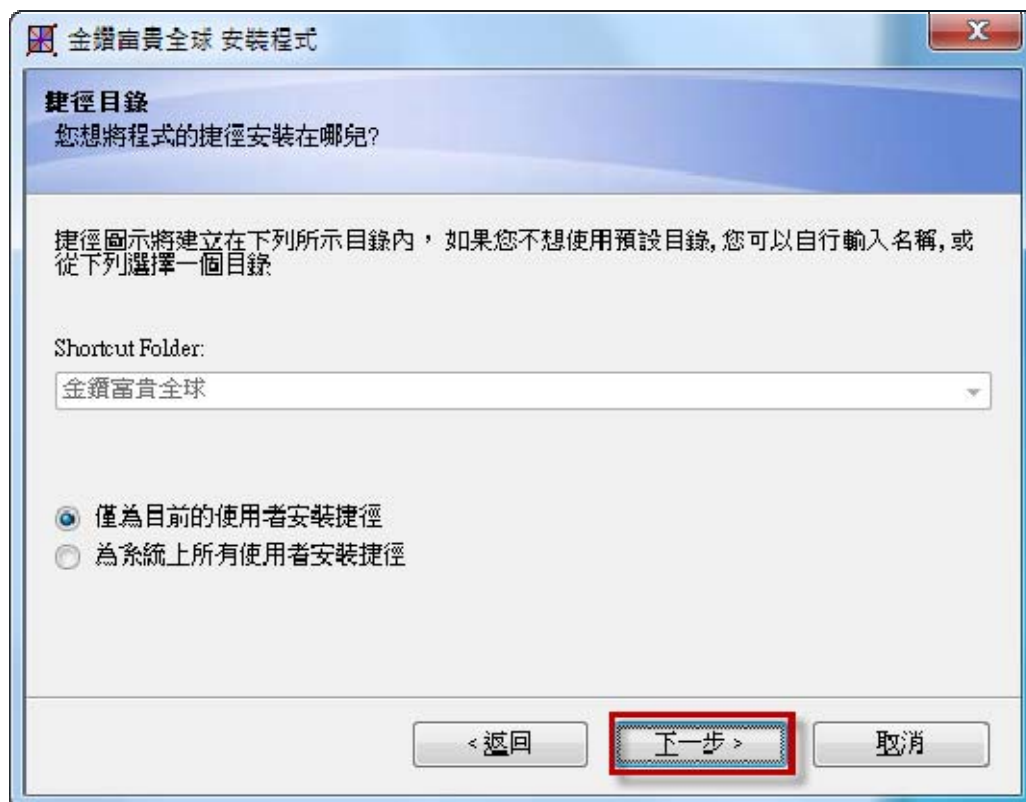 金鑽富貴全球 安裝程式
捷徑目錄
您想將程式的捷徑安裝在哪兒?
捷徑圖示將建立在下列所示目錄內， 如果您不想使用預設目錄, 您可以自行輸入名稱, 或
從下列選擇一個目錄
Shortcut Folder:
金鑽富貴全球
僅為目前的使用者安裝捷徑
為系統上所有使用者安裝捷徑
<返回 下一步> 取消